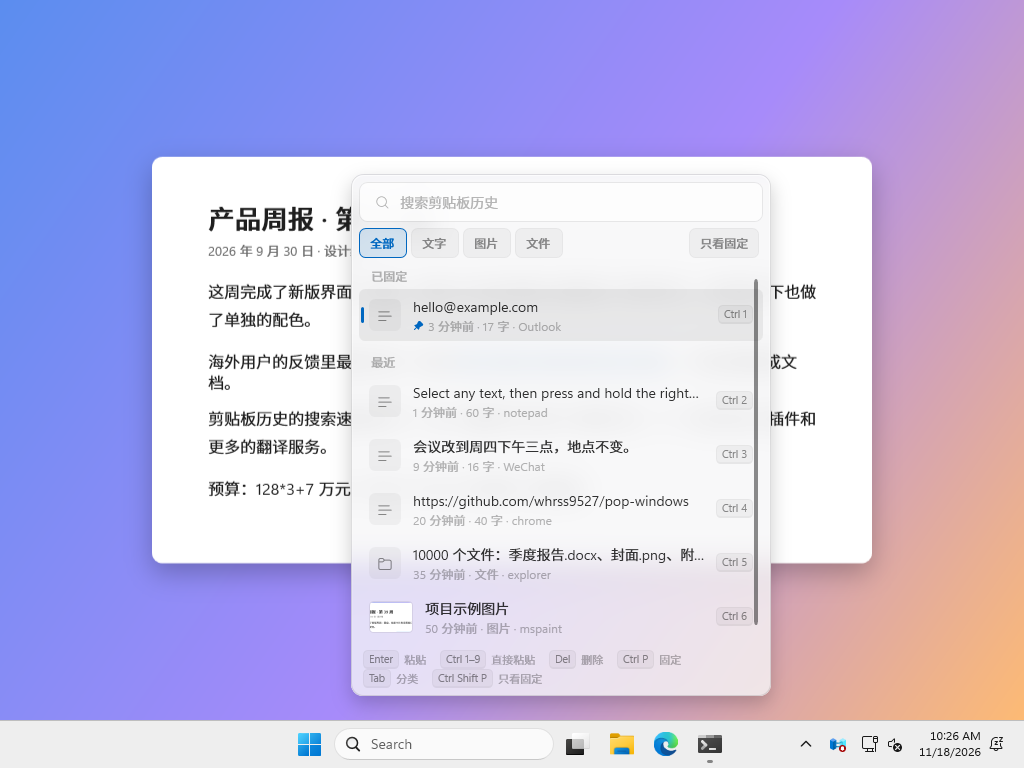 产品周报 · 第
2026 年 9 月 30 日 · 设计
这周完成了新版界面
下也做
了单独的配色。
海外用户的反馈里最
成文
档。
剪贴板历史的搜索速
插件和
更多的翻译服务。
预算：128*3+7 万元
搜索剪贴板历史
全部 文字 图片 文件 只看固定
已固定
hello@example.com
Ctrl 1
3 分钟前 · 17 字 · Outlook
最近
Select any text, then press and hold the right...
Ctrl 2
1 分钟前 · 60 字 · notepad
会议改到周四下午三点，地点不变。
Ctrl 3
9 分钟前 · 16 字 · WeChat
https://github.com/whrss9527/pop-windows
Ctrl 4
20 分钟前 · 40 字 · chrome
10000 个文件：季度报告.docx、封面.png、附...
Ctrl 5
35 分钟前 · 文件 · explorer
项目示例图片
Ctrl 6
50 分钟前 · 图片 · mspaint
Enter 粘贴 Ctrl 1–9 直接粘贴 Del 删除 Ctrl P 固定
Tab 分类 Ctrl Shift P 只看固定
Search
10:26 AM
11/18/2026